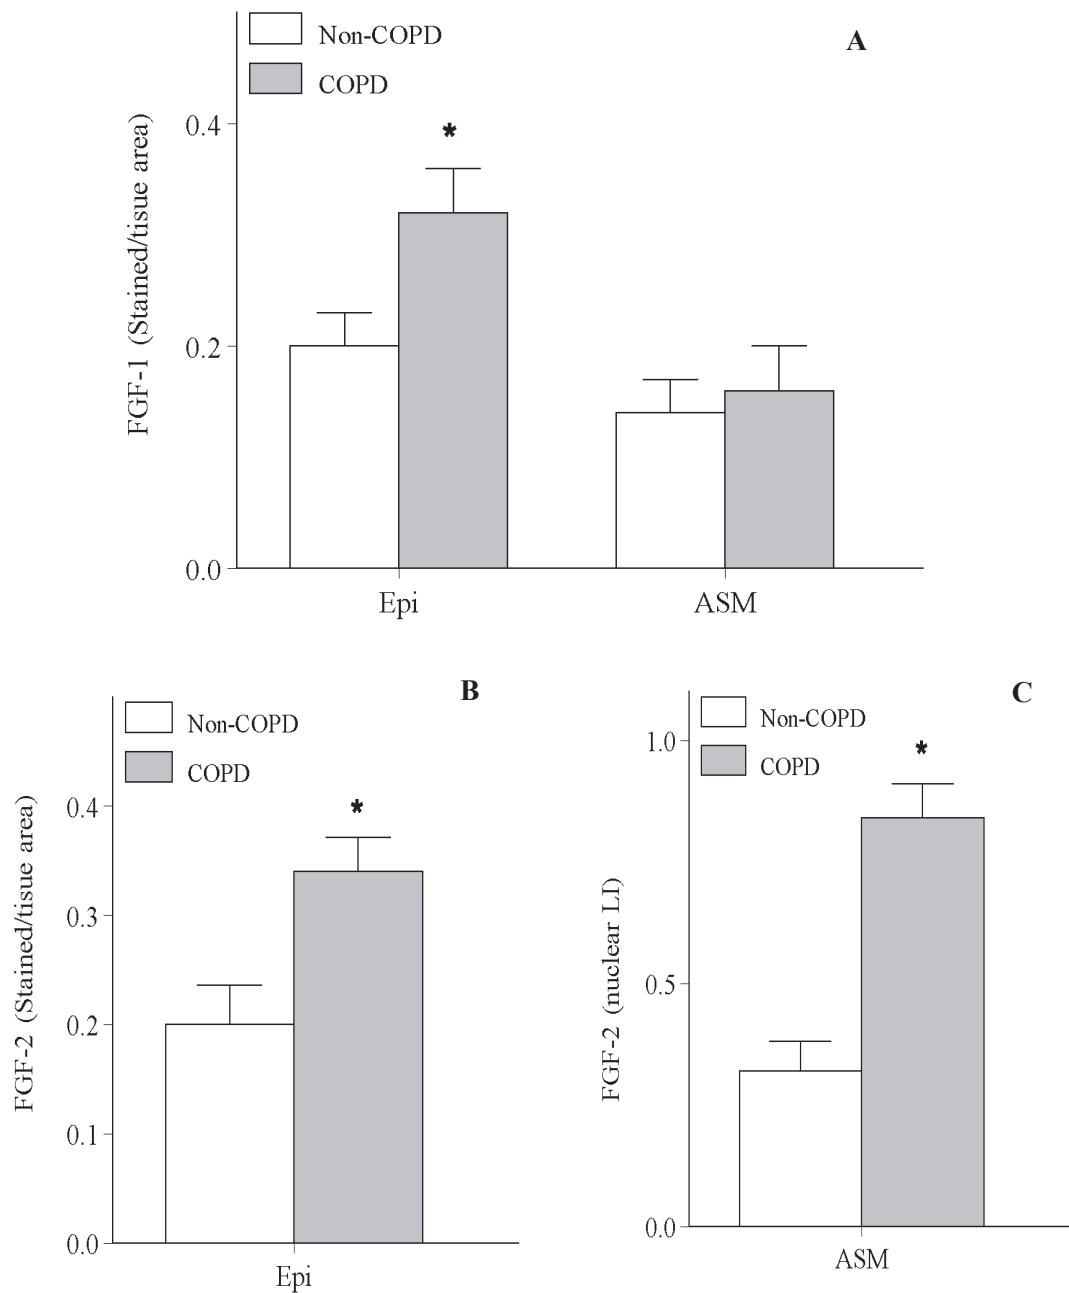 Non-COPD
A
COPD
*
FGF-1 (Stained/tissue area)
0.4
0.2
0.0
Epi
ASM
B
Non-COPD
COPD
*
FGF-2 (Stained/tissue area)
0.4
0.3
0.2
0.1
0.0
Epi
C
Non-COPD
COPD
*
FGF-2 (nuclear LI)
1.0
0.5
0.0
ASM